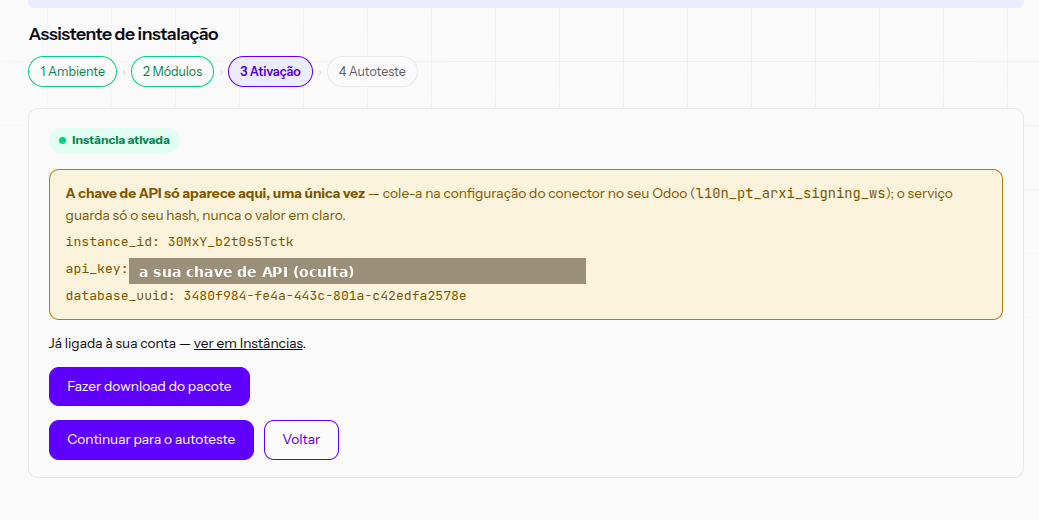 Assistente de instalação
1 Ambiente › 2 Módulos › 3 Ativação › 4 Autoteste
Instância ativada
A chave de API só aparece aqui, uma única vez — cole-a na configuração do conector no seu Odoo (l10n_pt_arxi_signing_ws); o serviço
guarda só o seu hash, nunca o valor em claro.
instance_id: 30MxY_b2t0s5Tctk
api_key: a sua chave de API (oculta)
database_uuid: 3480f984-fe4a-443c-801a-c42edfa2578e
Já ligada à sua conta — ver em Instâncias.
Fazer download do pacote
Continuar para o autoteste
Voltar